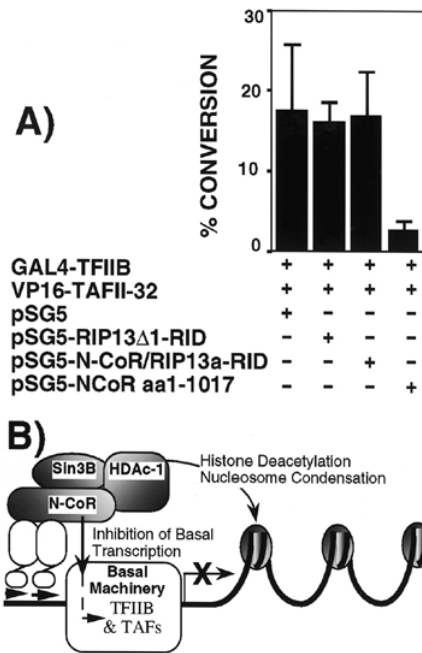 A)
% CONVERSION
30
20
10
0
GAL4-TFIIB + + + +
VP16-TAFII-32 + + + +
pSG5 + - - -
pSG5-RIP13Δ1-RID - + - -
pSG5-N-CoR/RIP13a-RID - - + -
pSG5-NCoR aa1-1017 - - - +
B)
Sin3B
HDAc-1
N-CoR
Histone Deacetylation
Nucleosome Condensation
Inhibition of Basal
Transcription
X
Basal
Machinery
TFIIB
& TAFs